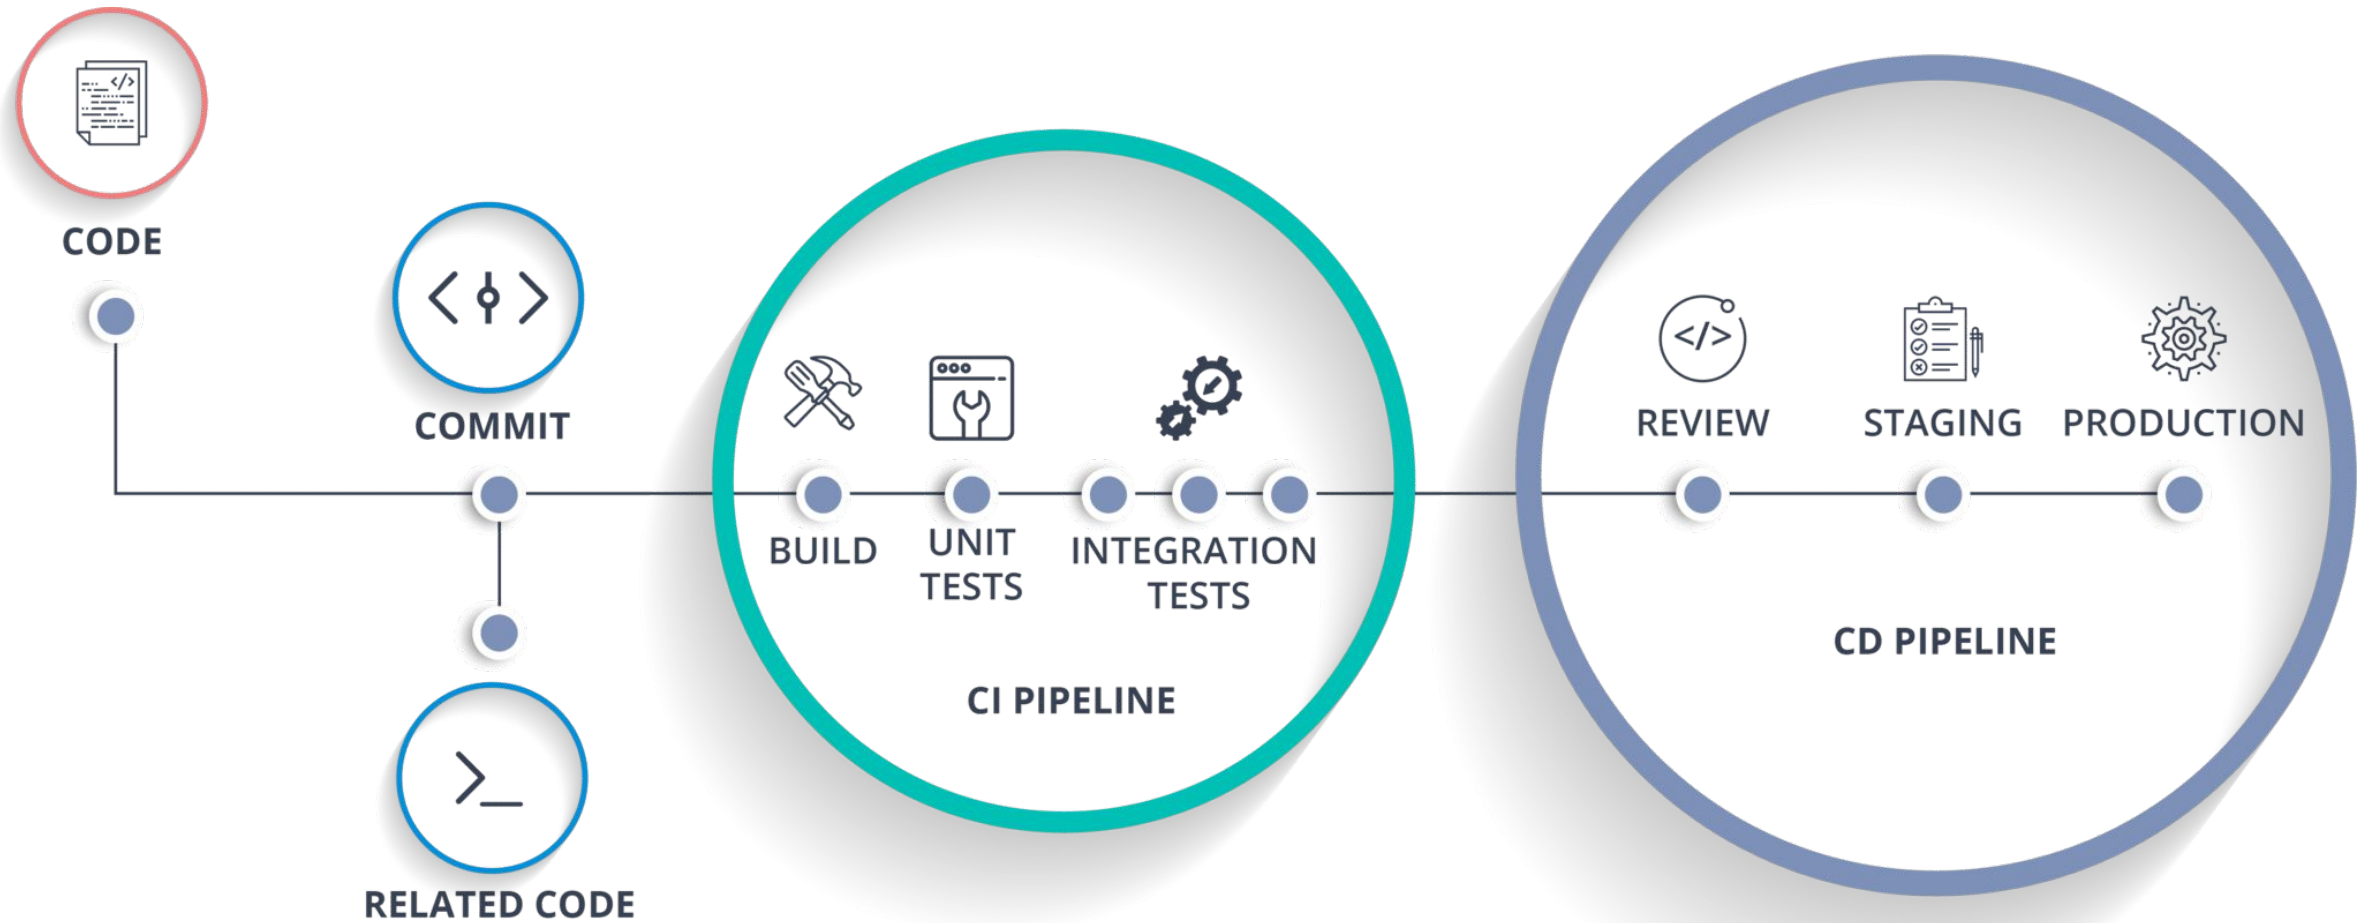 CODE
COMMIT
RELATED CODE
BUILD
UNIT
TESTS
INTEGRATION
TESTS
CI PIPELINE
REVIEW
STAGING
PRODUCTION
CD PIPELINE